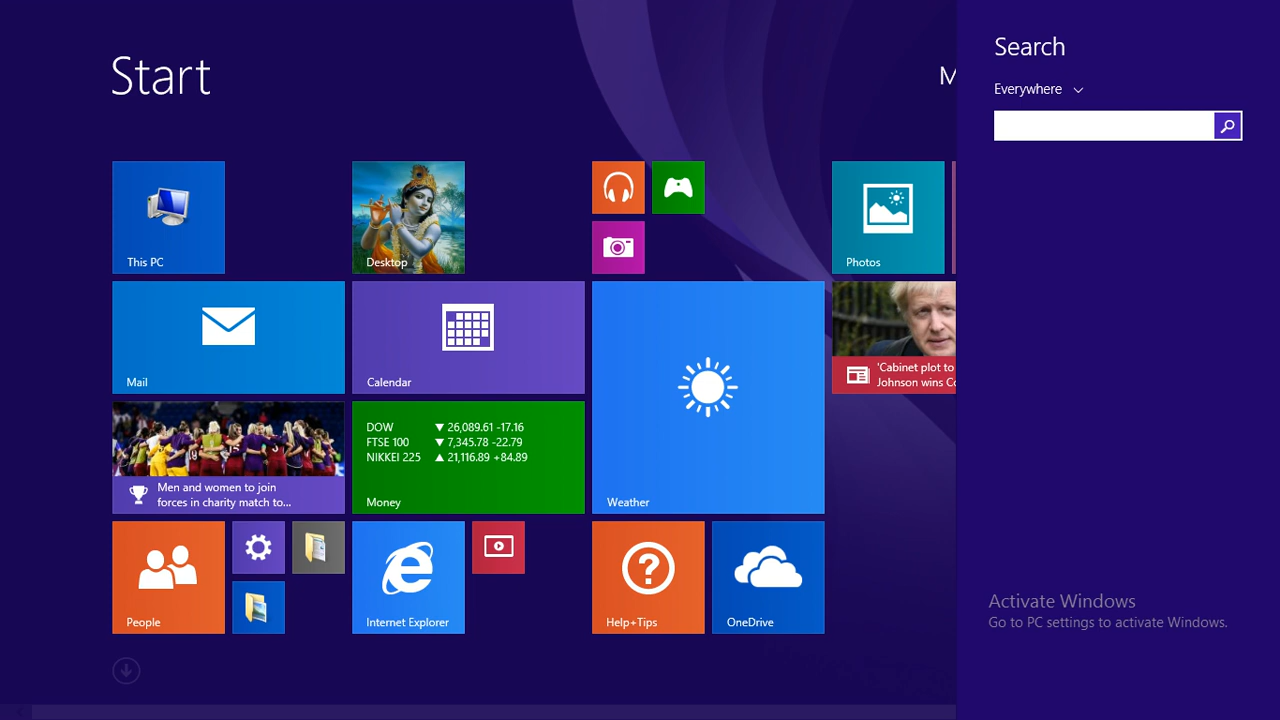 Start
M
Search
Everywhere
This PC
Desktop
Photos
Mail
Calendar
'Cabinet plot to
Johnson wins Co
DOW ▼ 26,089.61 -17.16
FTSE 100 ▼ 7,345.78 -22.79
NIKKEI 225 ▲ 21,116.89 +84.89
Men and women to join
forces in charity match to...
Money
Weather
People
Internet Explorer
Help+Tips
OneDrive
Activate Windows
Go to PC settings to activate Windows.